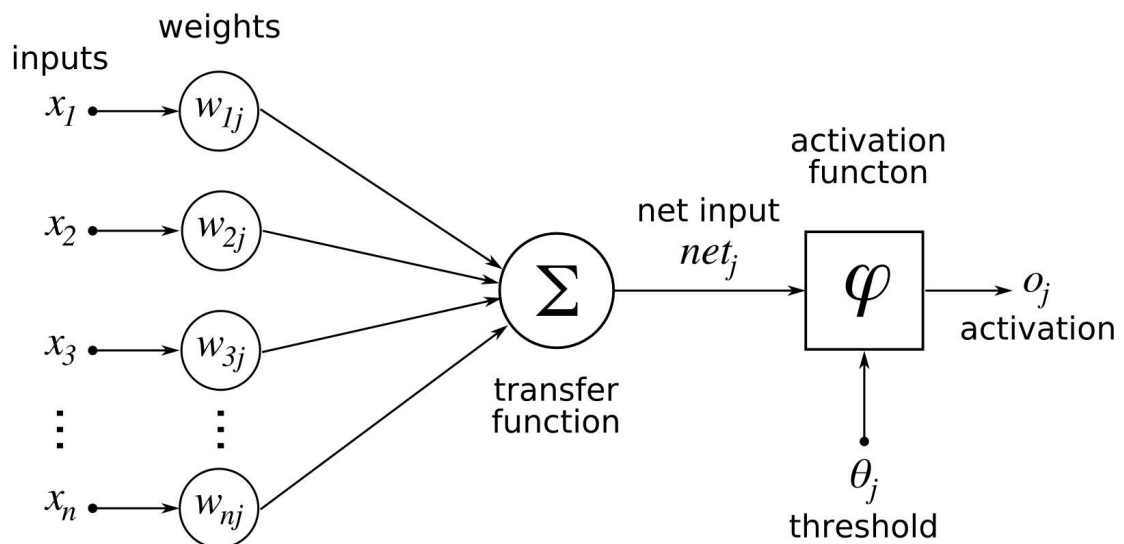 weights
inputs
x1
w1j
x2
w2j
x3
w3j
⋮
⋮
xn
wnj
Σ
transfer
function
net input
netj
activation
functon
φ
oj
activation
θj
threshold